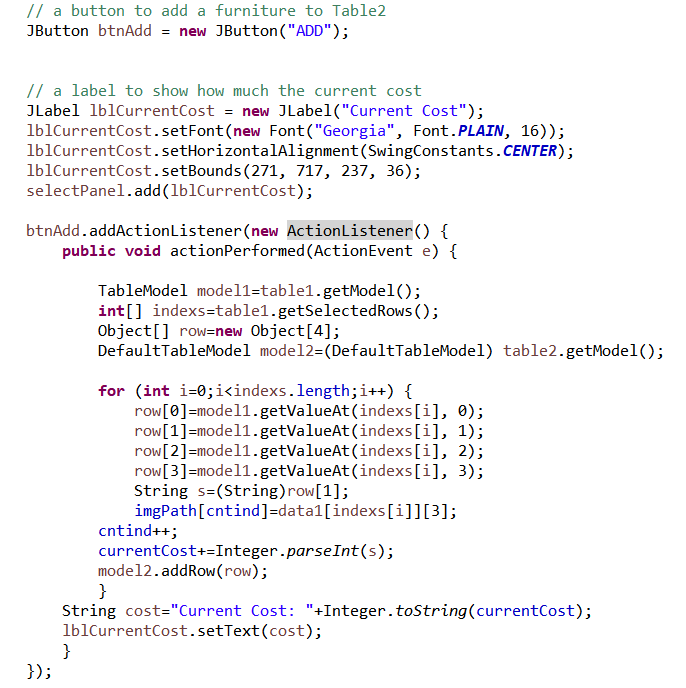 // a button to add a furniture to Table2
JButton btnAdd = new JButton("ADD");
// a label to show how much the current cost
JLabel lblCurrentCost = new JLabel("Current Cost");
lblCurrentCost.setFont(new Font("Georgia", Font.PLAIN, 16));
lblCurrentCost.setHorizontalAlignment(SwingConstants.CENTER);
lblCurrentCost.setBounds(271, 717, 237, 36);
selectPanel.add(lblCurrentCost);
btnAdd.addActionListener(new ActionListener() {
public void actionPerformed(ActionEvent e) {
TableModel model1=table1.getModel();
int[] indexs=table1.getSelectedRows();
Object[] row=new Object[4];
DefaultTableModel model2=(DefaultTableModel) table2.getModel();
for (int i=0;i<indexs.length;i++) {
row[0]=model1.getValueAt(indexs[i], 0);
row[1]=model1.getValueAt(indexs[i], 1);
row[2]=model1.getValueAt(indexs[i], 2);
row[3]=model1.getValueAt(indexs[i], 3);
String s=(String)row[1];
imgPath[cntind]=data1[indexs[i]][3];
cntind++;
currentCost+=Integer.parseInt(s);
model2.addRow(row);
}
String cost="Current Cost: "+Integer.toString(currentCost);
lblCurrentCost.setText(cost);
}
});